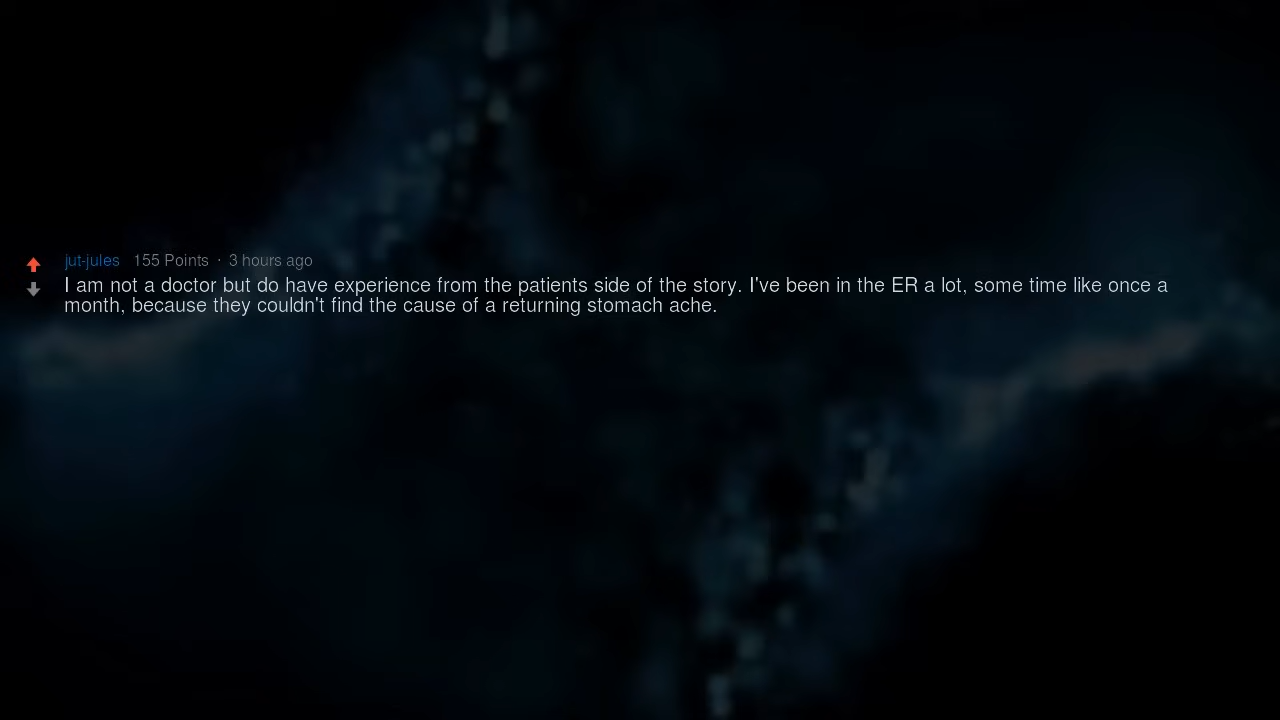 jut-jules 155 Points · 3 hours ago
I am not a doctor but do have experience from the patients side of the story. I've been in the ER a lot, some time like once a
month, because they couldn't find the cause of a returning stomach ache.